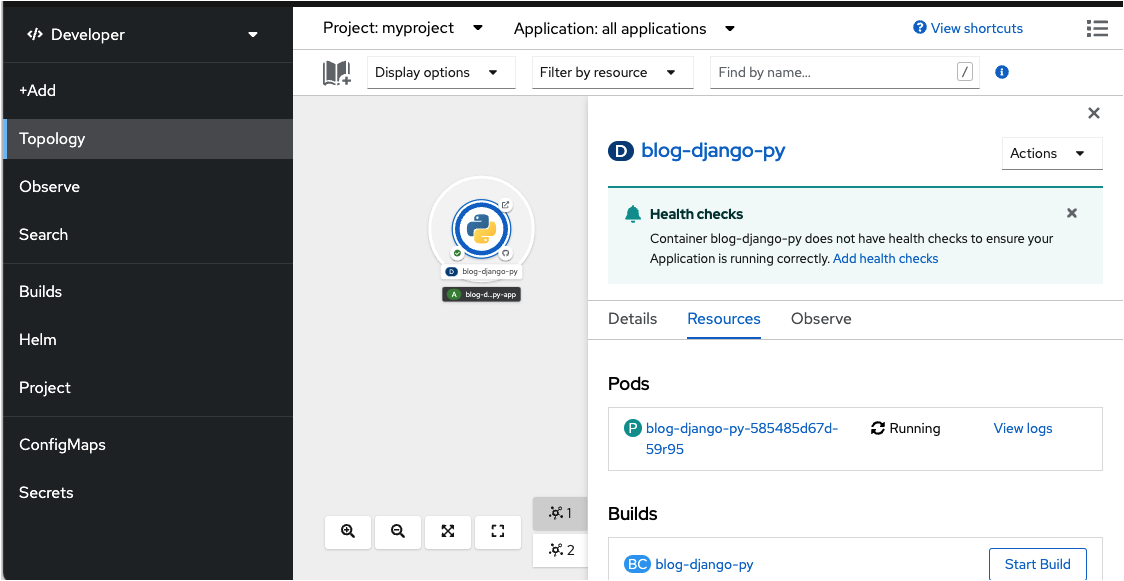 Developer
Project: myproject
Application: all applications
View shortcuts
+Add
Topology
Observe
Search
Builds
Helm
Project
ConfigMaps
Secrets
Display options
Filter by resource
Find by name...
/
D blog-django-py
A blog-d...py-app
1
2
D blog-django-py
Actions
Health checks
Container blog-django-py does not have health checks to ensure your
Application is running correctly. Add health checks
Details Resources Observe
Pods
P blog-django-py-585485d67d-
59r95
Running
View logs
Builds
BC blog-django-py
Start Build